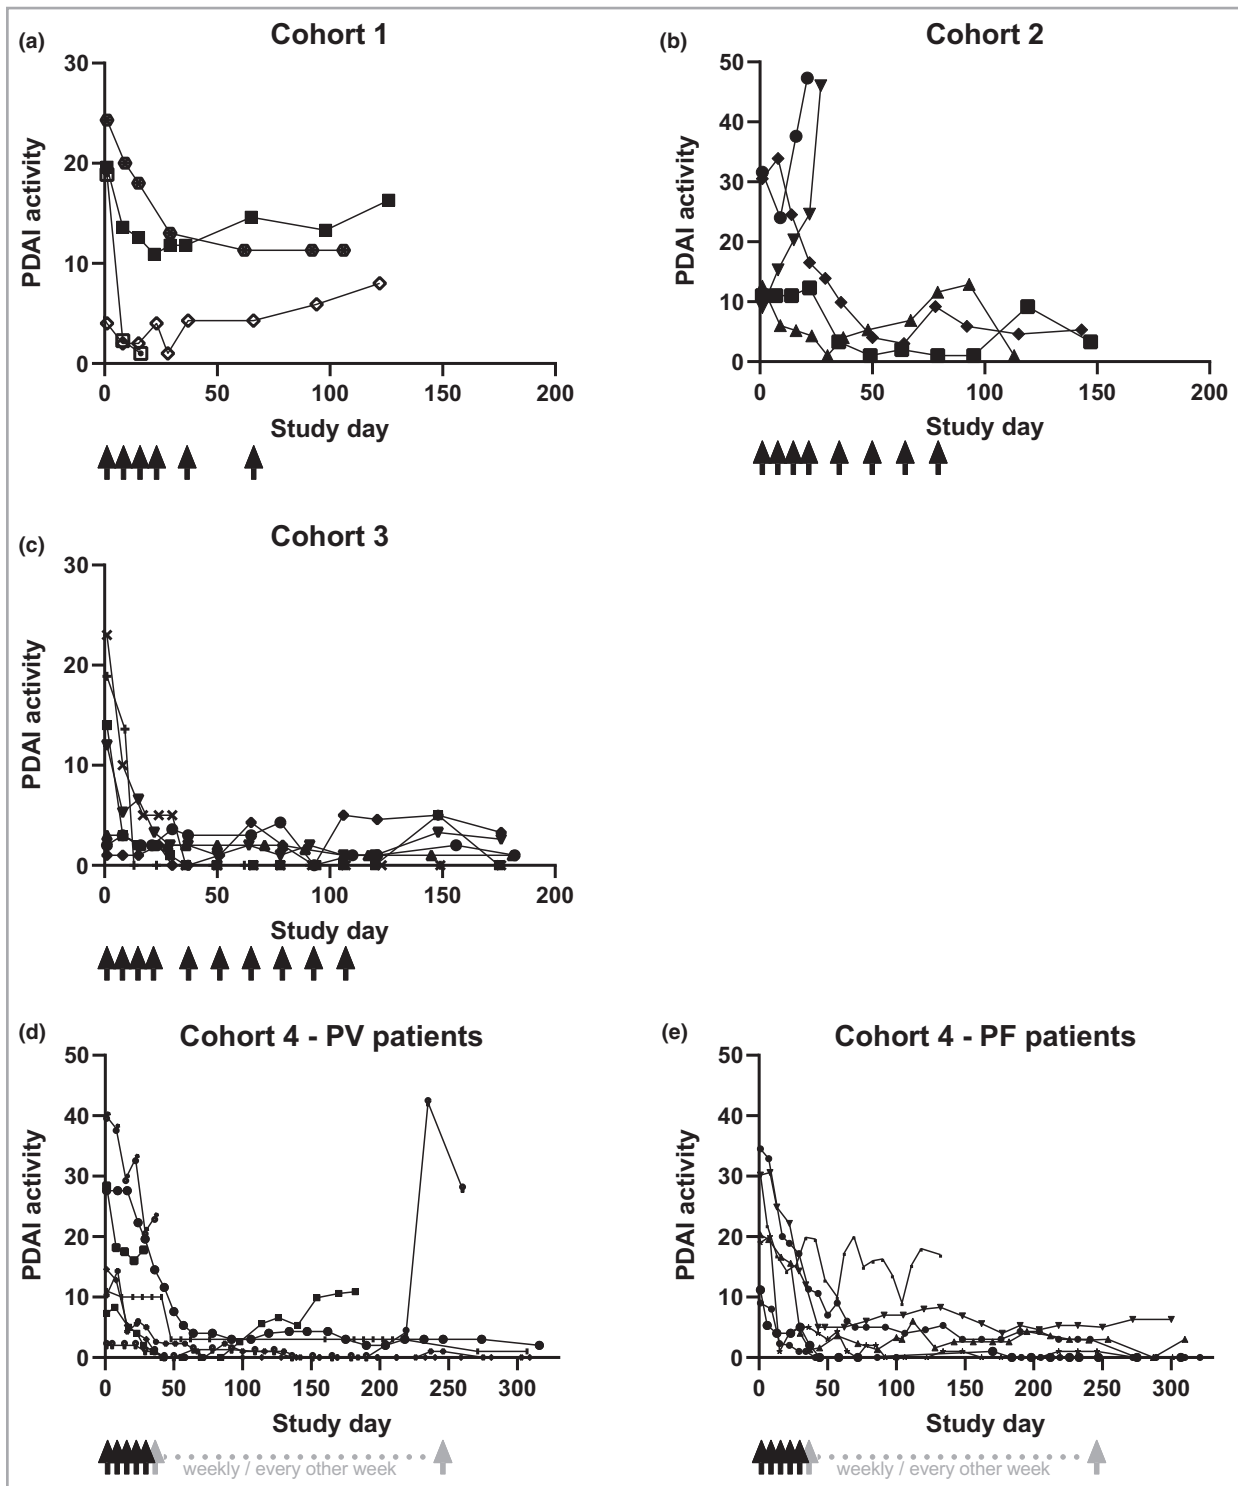 (a) Cohort 1
30
20
10
0
PDAI activity
0 50 100 150 200
Study day
(b) Cohort 2
50
40
30
20
10
0
PDAI activity
0 50 100 150 200
Study day
(c) Cohort 3
30
20
10
0
PDAI activity
0 50 100 150 200
Study day
(d) Cohort 4 - PV patients
50
40
30
20
10
0
PDAI activity
0 50 100 150 200 250 300
Study day
weekly / every other week
(e) Cohort 4 - PF patients
50
40
30
20
10
0
PDAI activity
0 50 100 150 200 250 300
Study day
weekly / every other week